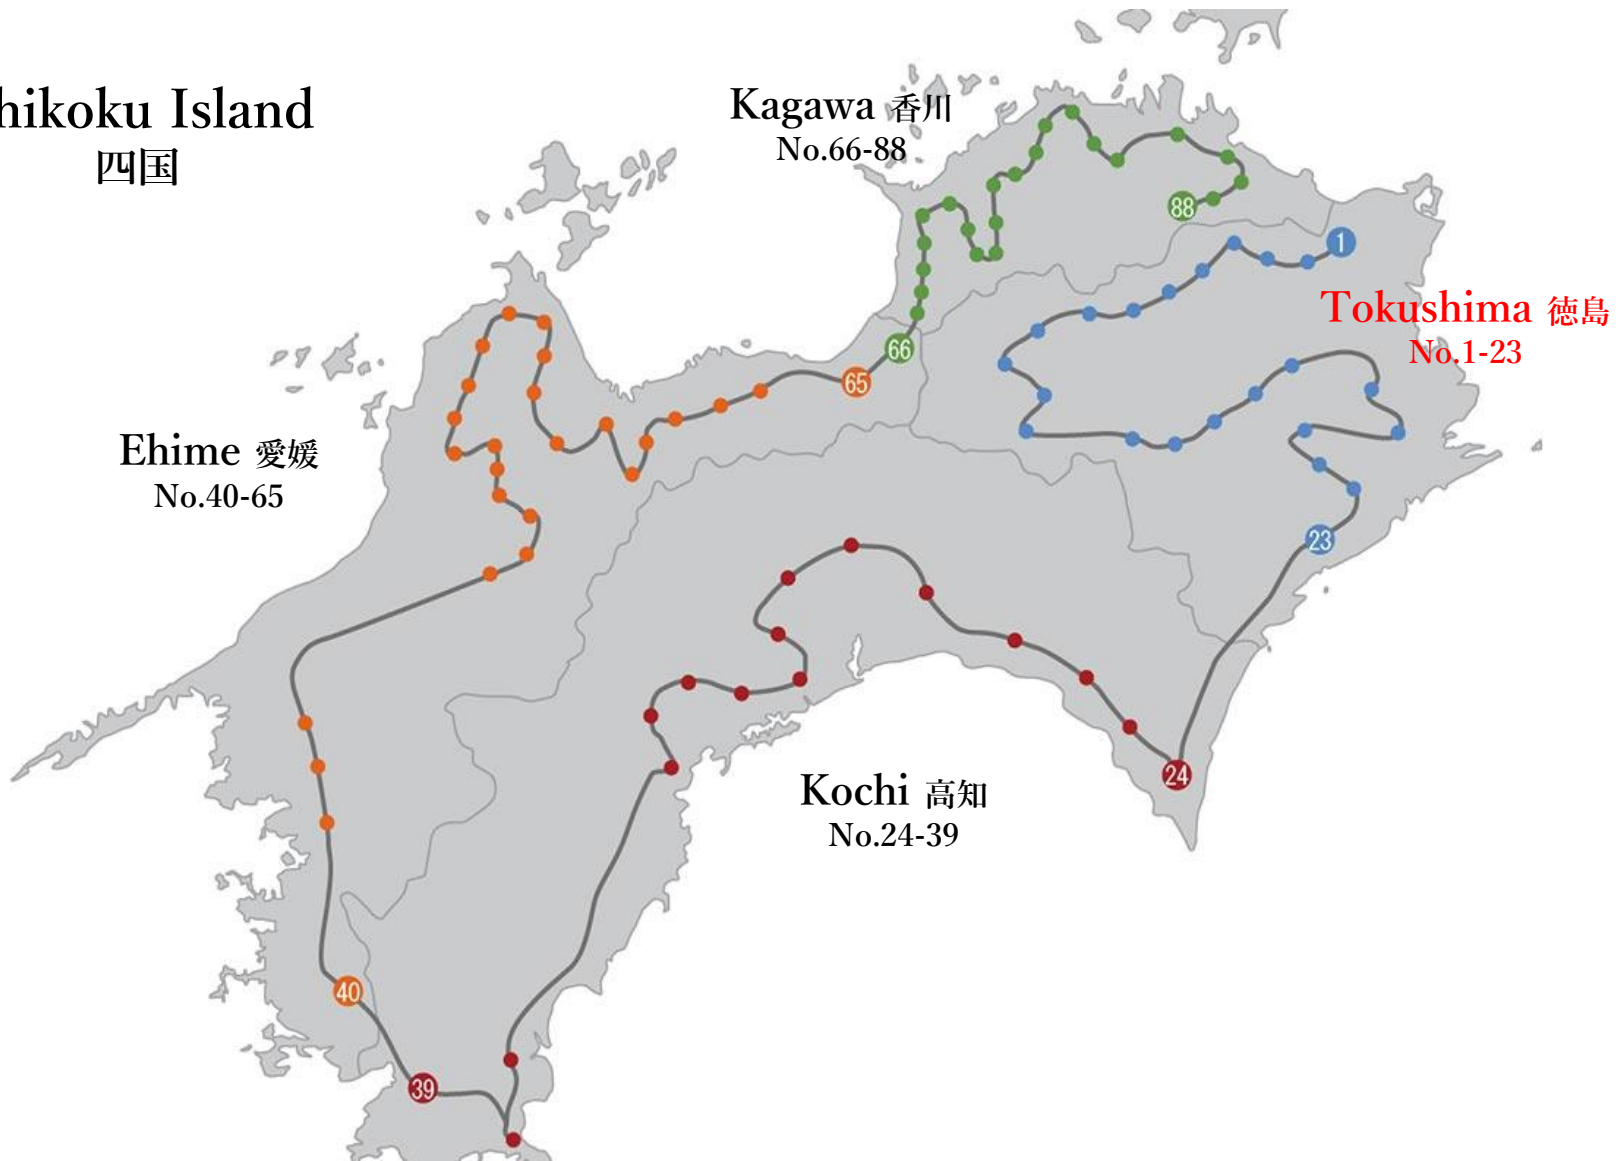 hikoku Island
四国
Kagawa 香川
No.66-88
88
1
Tokushima 徳島
No.1-23
66
65
Ehime 愛媛
No.40-65
23
24
Kochi 高知
No.24-39
40
39